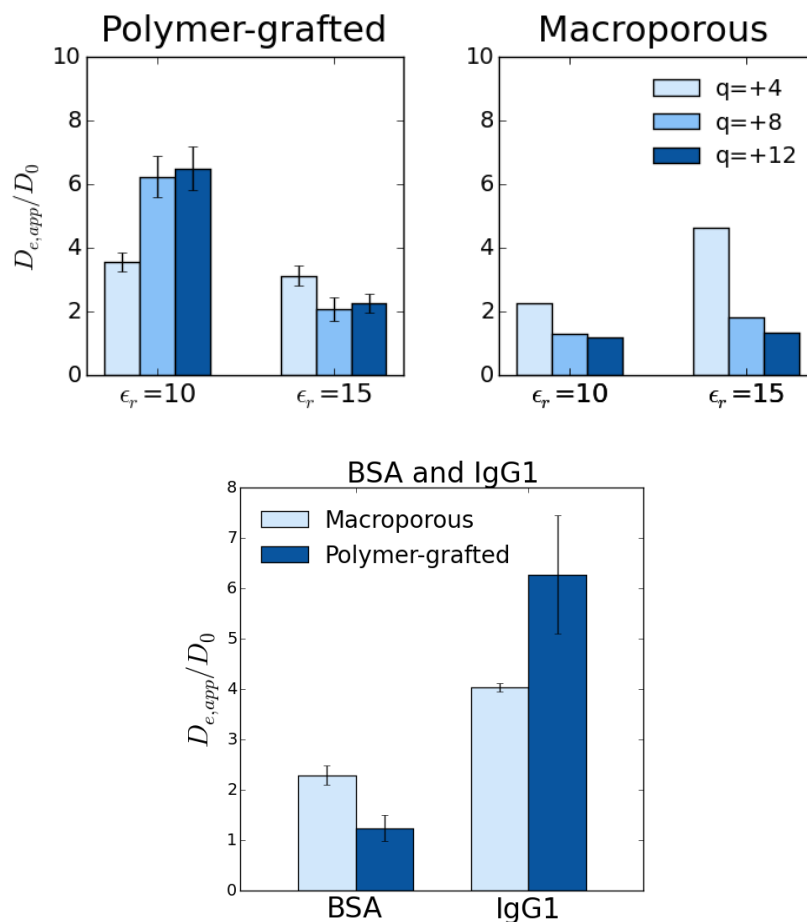 Polymer-grafted
10
8
6
4
2
0
D_{e,app}/D_0
ϵ_r=10
ϵ_r=15
Macroporous
10
8
6
4
2
0
q=+4
q=+8
q=+12
ϵ_r=10
ϵ_r=15
BSA and IgG1
8
7
6
5
4
3
2
1
0
D_{e,app}/D_0
Macroporous
Polymer-grafted
BSA
IgG1